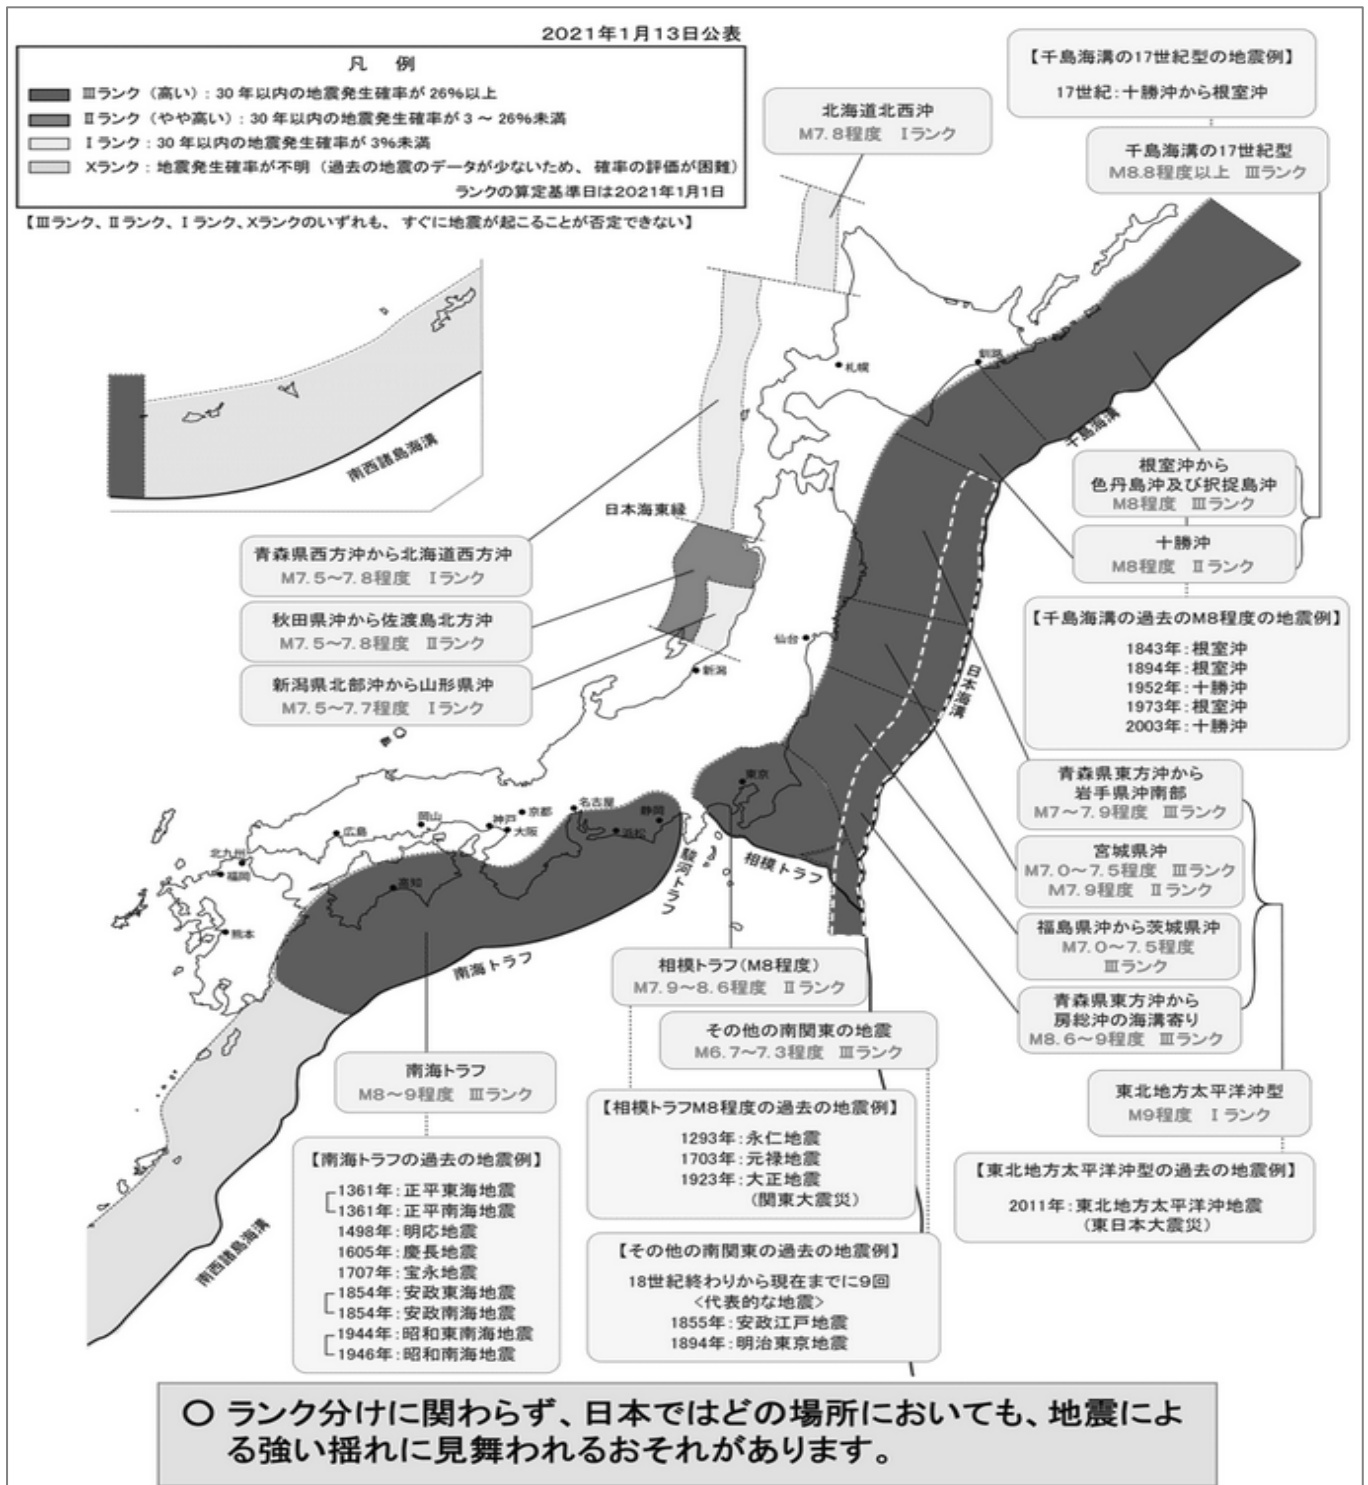 2021年1月13日公表
凡 例
Ⅲランク（高い）：30年以内の地震発生確率が26％以上
Ⅱランク（やや高い）：30年以内の地震発生確率が3～26％未満
Ⅰランク：30年以内の地震発生確率が3％未満
Xランク：地震発生確率が不明（過去の地震のデータが少ないため、確率の評価が困難）
ランクの算定基準日は2021年1月1日
【Ⅲランク、Ⅱランク、Ⅰランク、Xランクのいずれも、すぐに地震が起こることが否定できない】
北海道北西沖
M7.8程度 Ⅰランク
【千島海溝の17世紀型の地震例】
17世紀：十勝沖から根室沖
千島海溝の17世紀型
M8.8程度以上 Ⅲランク
南西諸島海溝
札幌
釧路
千島海溝
根室沖から
色丹島沖及び択捉島沖
M8程度 Ⅲランク
十勝沖
M8程度 Ⅱランク
日本海東縁
青森県西方沖から北海道西方沖
M7.5～7.8程度 Ⅰランク
秋田県沖から佐渡島北方沖
M7.5～7.8程度 Ⅱランク
新潟県北部沖から山形県沖
M7.5～7.7程度 Ⅰランク
仙台
新潟
日本海溝
【千島海溝の過去のM8程度の地震例】
1843年：根室沖
1894年：根室沖
1952年：十勝沖
1973年：根室沖
2003年：十勝沖
青森県東方沖から
岩手県沖南部
M7～7.9程度 Ⅲランク
宮城県沖
M7.0～7.5程度 Ⅲランク
M7.9程度 Ⅱランク
福島県沖から茨城県沖
M7.0～7.5程度
Ⅲランク
青森県東方沖から
房総沖の海溝寄り
M8.6～9程度 Ⅲランク
東北地方太平洋沖型
M9程度 Ⅰランク
【東北地方太平洋沖型の過去の地震例】
2011年：東北地方太平洋沖地震
（東日本大震災）
東京
名古屋
静岡
浜松
京都
神戸
大阪
岡山
広島
北九州
福岡
高知
熊本
駿河トラフ
相模トラフ
南海トラフ
相模トラフ（M8程度）
M7.9～8.6程度 Ⅱランク
その他の南関東の地震
M6.7～7.3程度 Ⅲランク
南海トラフ
M8～9程度 Ⅲランク
【相模トラフM8程度の過去の地震例】
1293年：永仁地震
1703年：元禄地震
1923年：大正地震
（関東大震災）
【南海トラフの過去の地震例】
1361年：正平東海地震
1361年：正平南海地震
1498年：明応地震
1605年：慶長地震
1707年：宝永地震
1854年：安政東海地震
1854年：安政南海地震
1944年：昭和東南海地震
1946年：昭和南海地震
南西諸島海溝
【その他の南関東の過去の地震例】
18世紀終わりから現在までに9回
＜代表的な地震＞
1855年：安政江戸地震
1894年：明治東京地震
○ ランク分けに関わらず、日本ではどの場所においても、地震によ
る強い揺れに見舞われるおそれがあります。